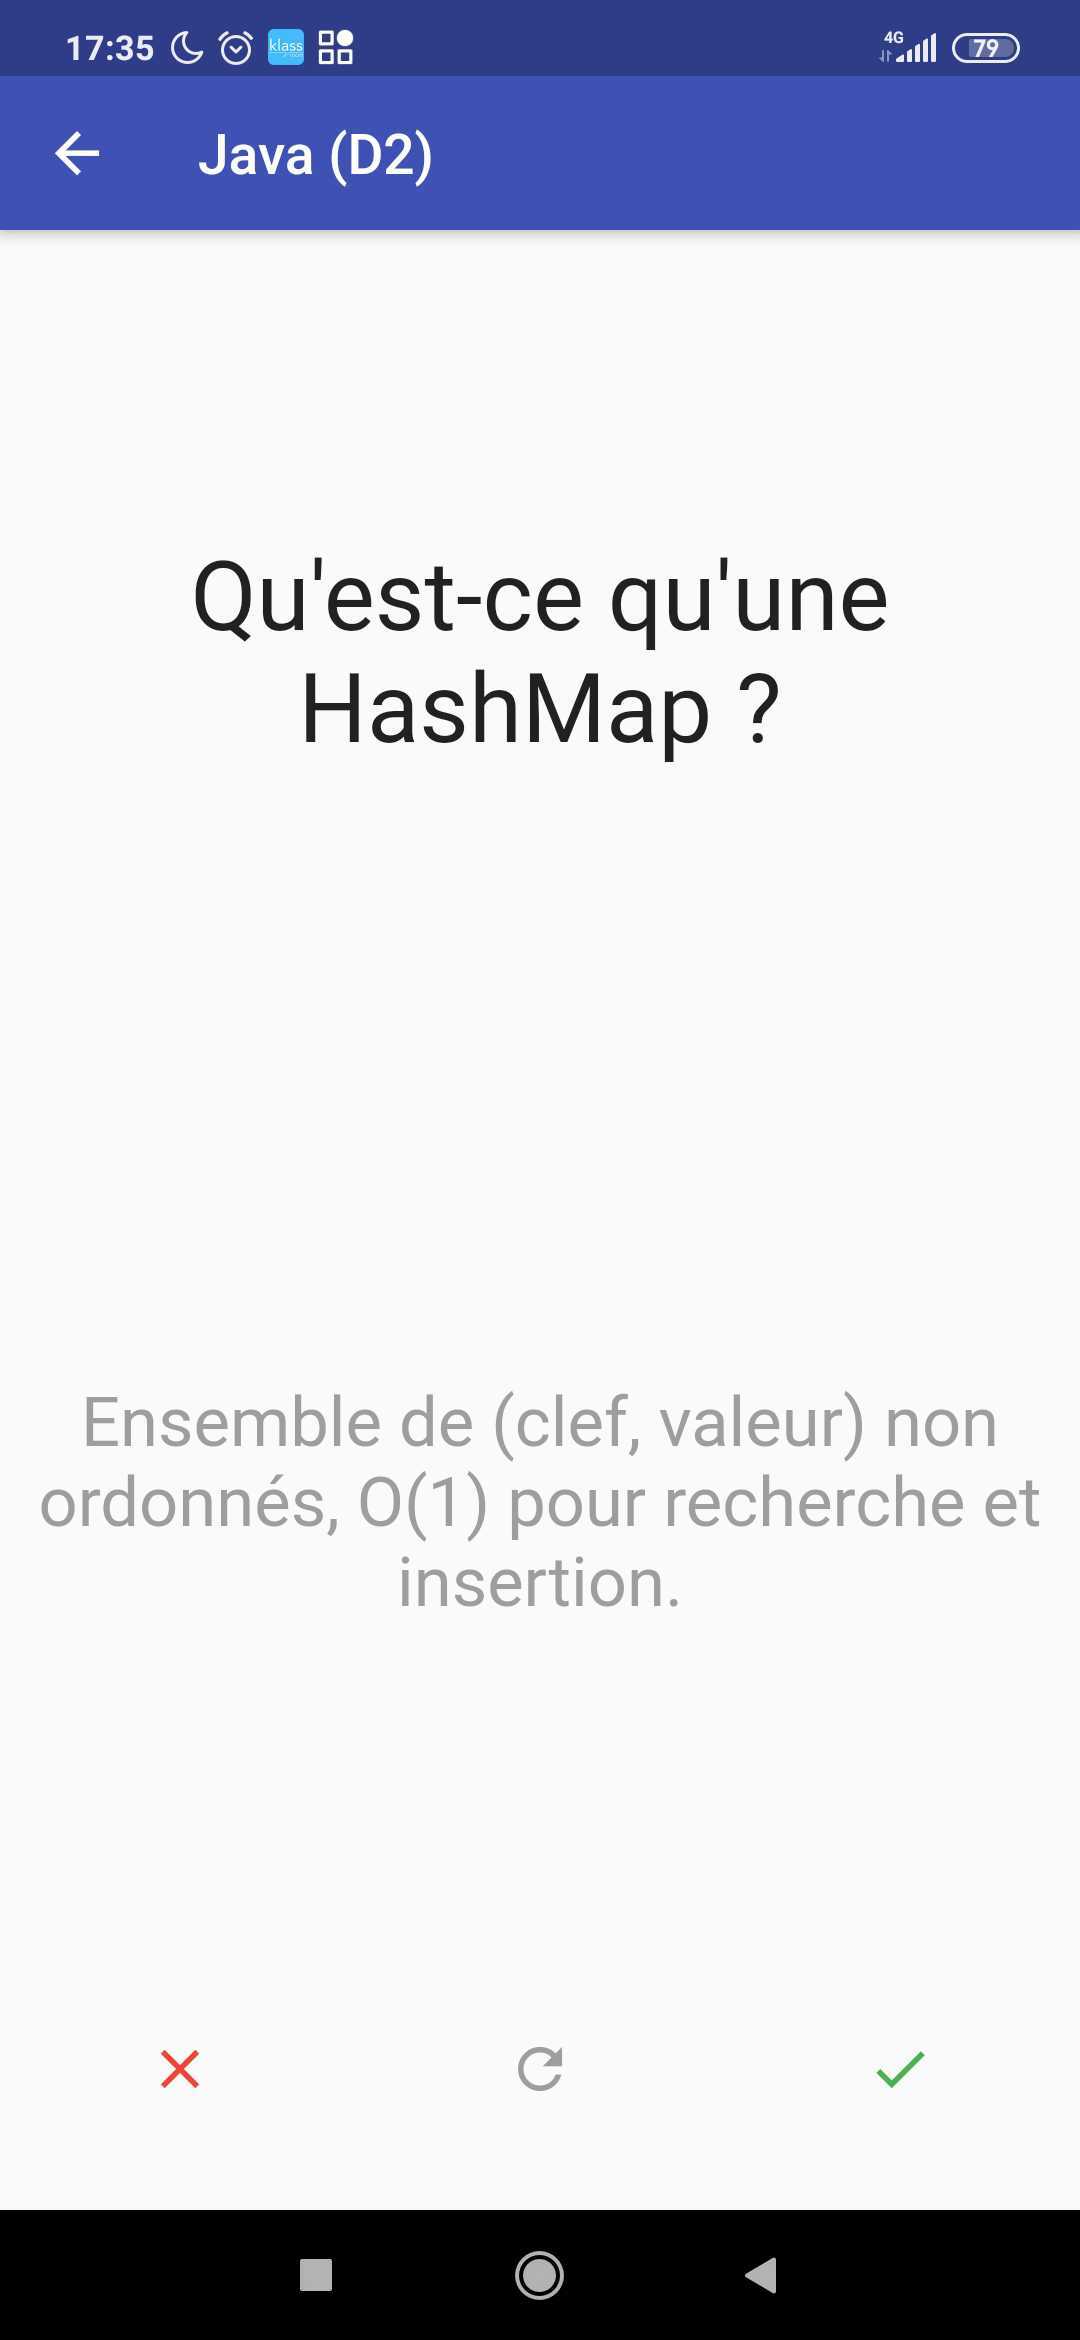 17:35
klass
4G
79
Java (D2)
Qu'est-ce qu'une
HashMap ?
Ensemble de (clef, valeur) non
ordonnés, O(1) pour recherche et
insertion.